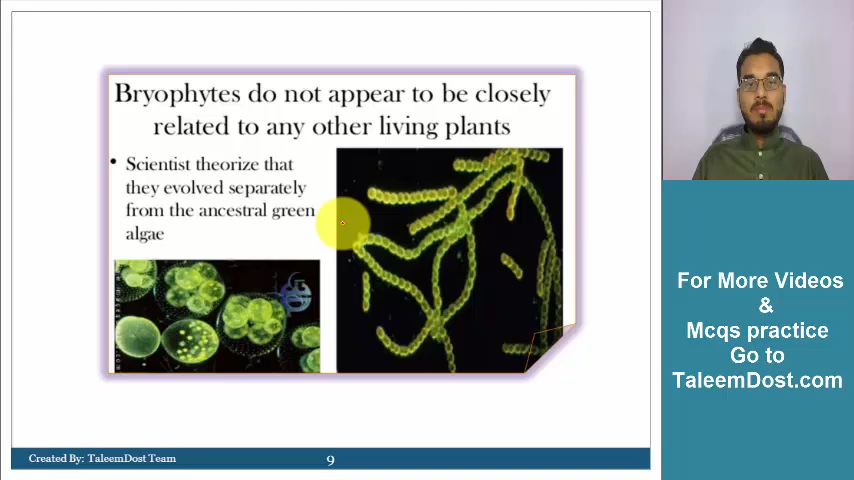 Bryophytes do not appear to be closely
related to any other living plants
• Scientist theorize that
they evolved separately
from the ancestral green
algae
Created By: TaleemDost Team
9
For More Videos
&
Mcqs practice
Go to
TaleemDost.com